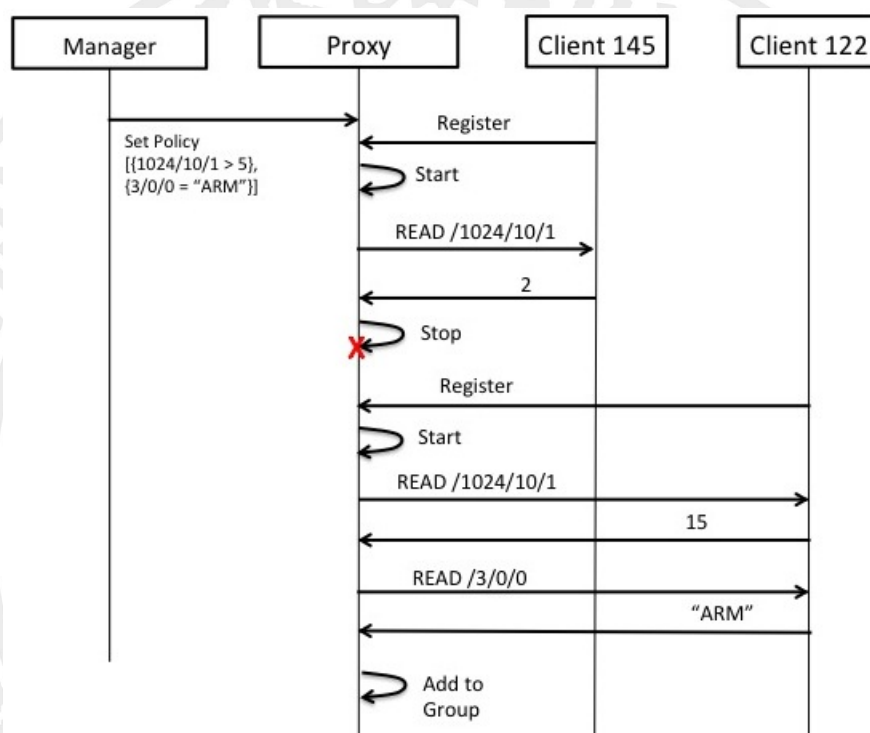 Manager
Proxy
Client 145
Client 122
Register
Set Policy
[{1024/10/1 > 5},
{3/0/0 = “ARM”}]
Start
READ /1024/10/1
2
Stop
X
Register
Start
READ /1024/10/1
15
READ /3/0/0
“ARM”
Add to
Group